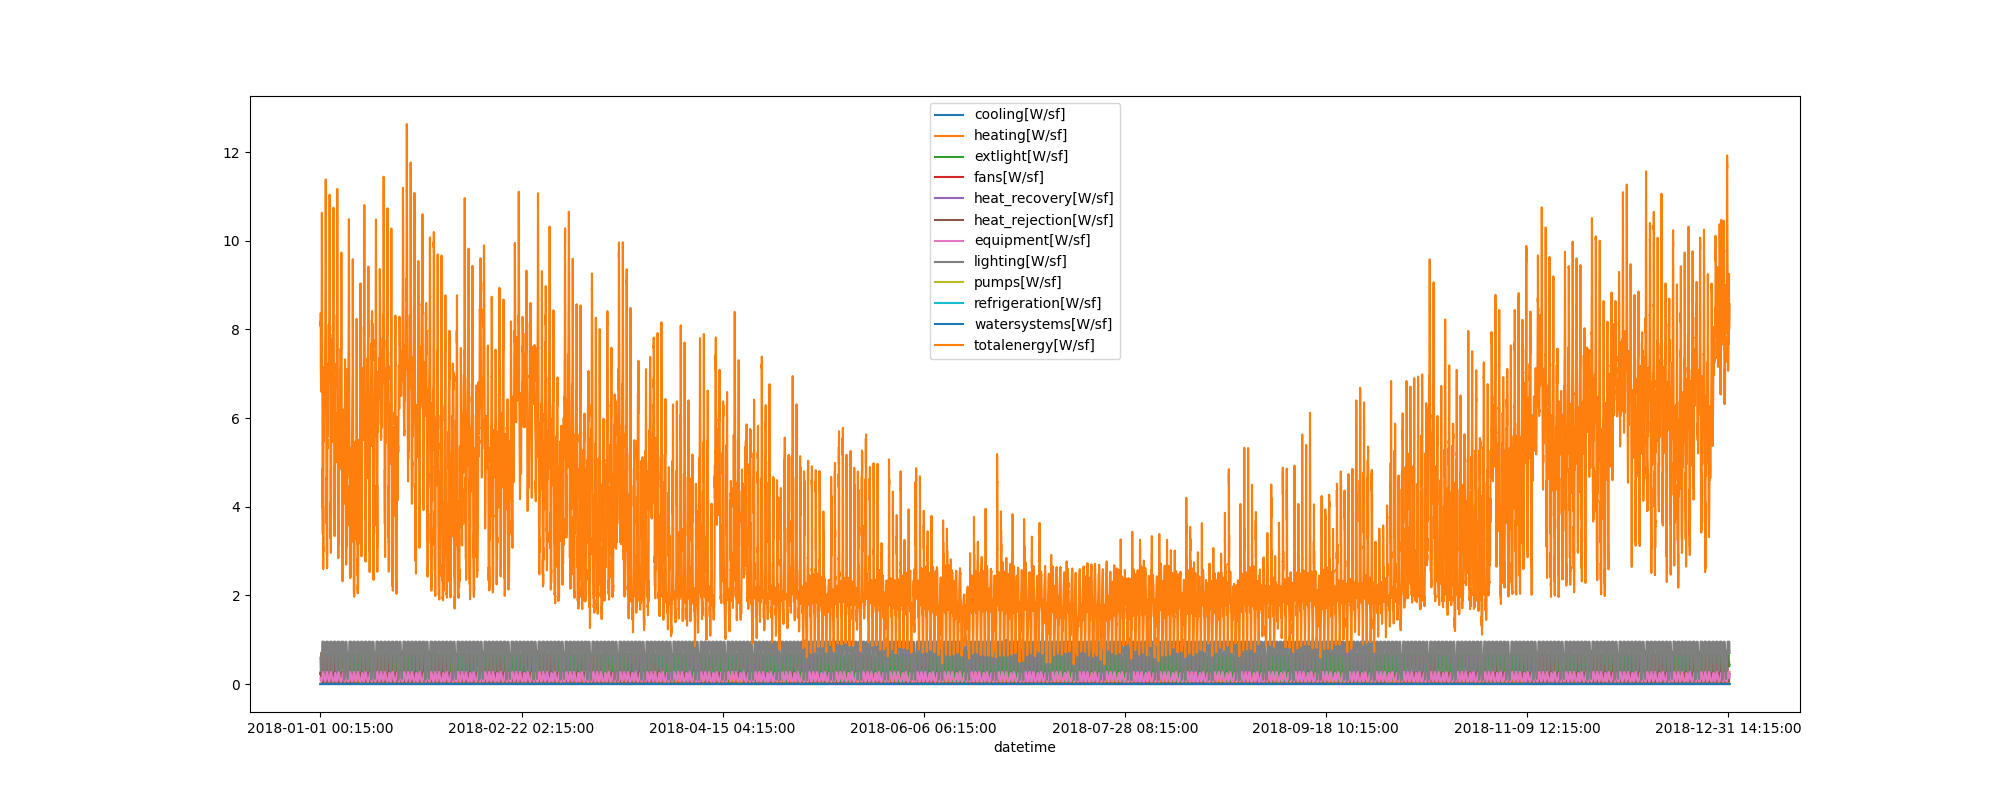 cooling[W/sf]
heating[W/sf]
extlight[W/sf]
fans[W/sf]
heat_recovery[W/sf]
heat_rejection[W/sf]
equipment[W/sf]
lighting[W/sf]
pumps[W/sf]
refrigeration[W/sf]
watersystems[W/sf]
totalenergy[W/sf]
12
10
8
6
4
2
0
2018-01-01 00:15:00 2018-02-22 02:15:00 2018-04-15 04:15:00 2018-06-06 06:15:00 2018-07-28 08:15:00 2018-09-18 10:15:00 2018-11-09 12:15:00 2018-12-31 14:15:00
datetime